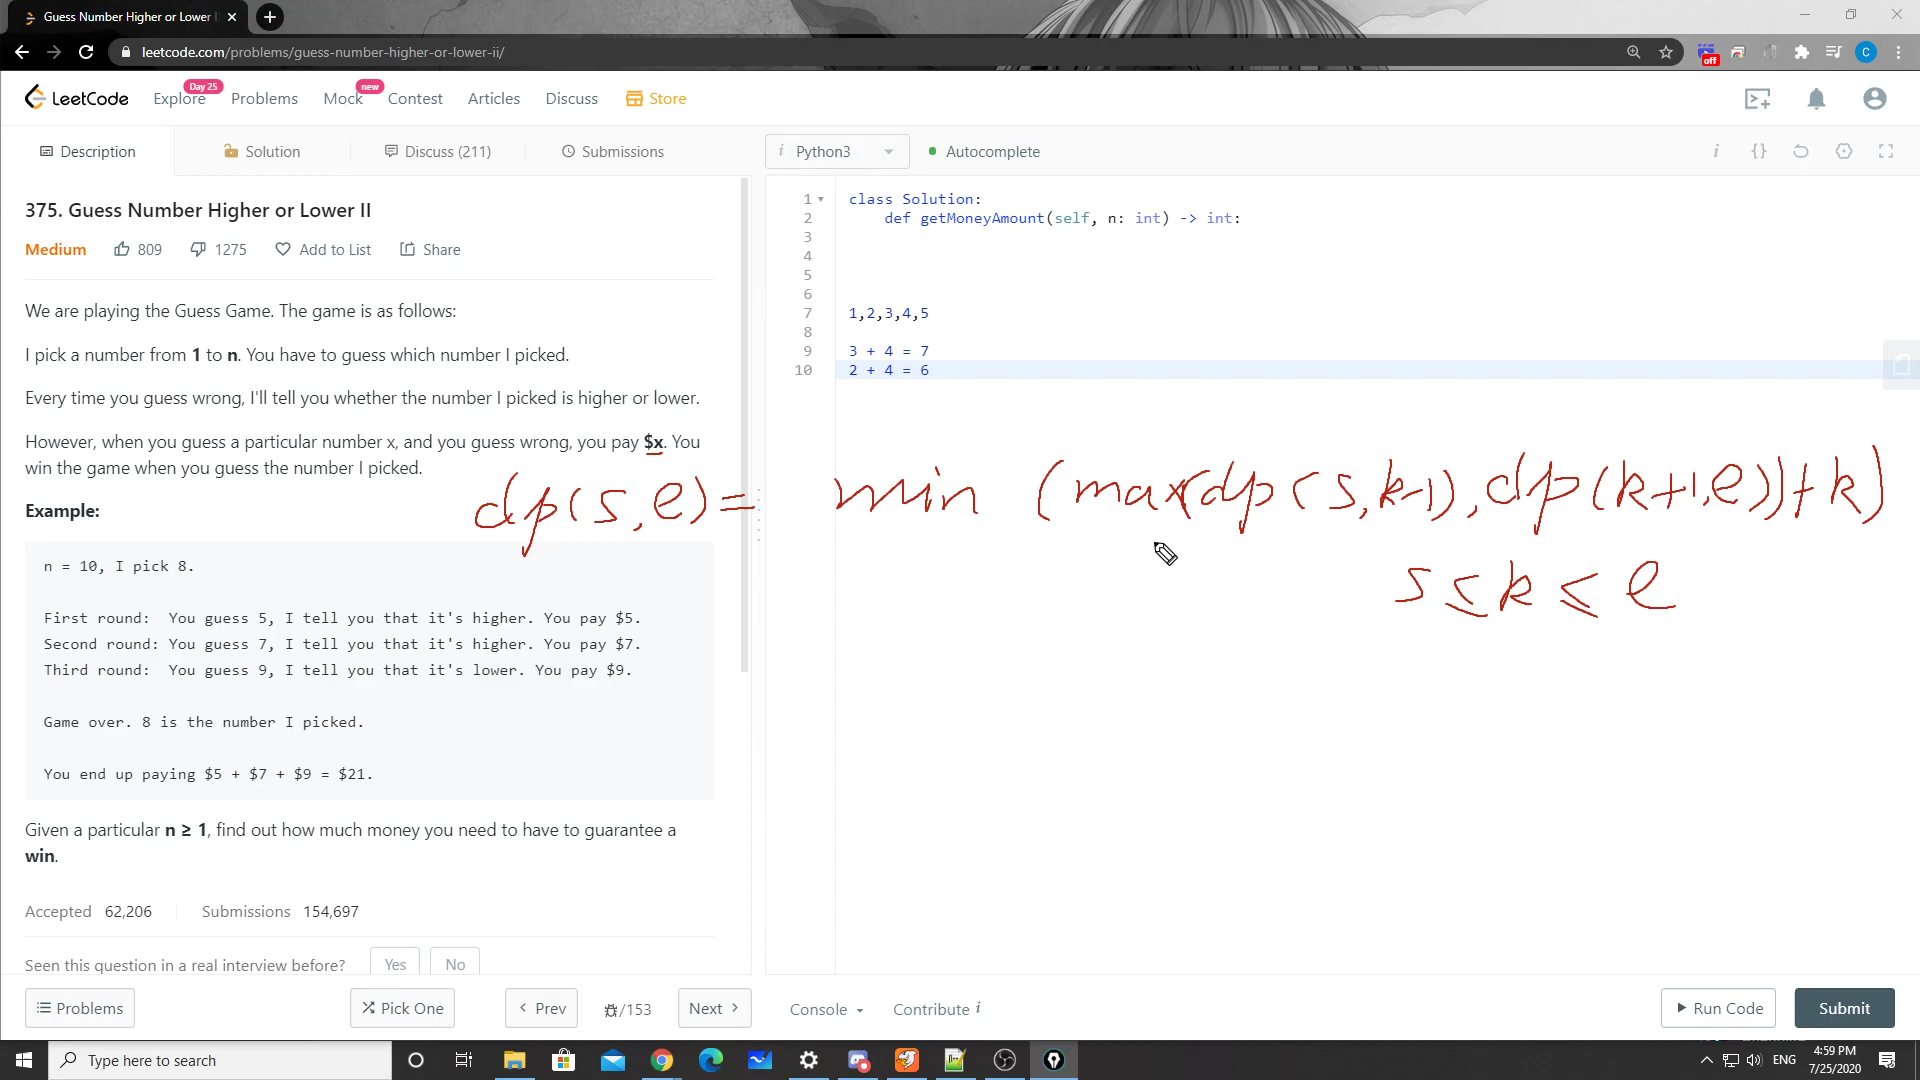 Guess Number Higher or Lower I
leetcode.com/problems/guess-number-higher-or-lower-ii/
off
C
LeetCode
Explore
Day 25
Problems
Mock
new
Contest
Articles
Discuss
Store
Description
Solution
Discuss (211)
Submissions
i Python3
Autocomplete
375. Guess Number Higher or Lower II
Medium 809 1275 Add to List Share
We are playing the Guess Game. The game is as follows:
I pick a number from 1 to n. You have to guess which number I picked.
Every time you guess wrong, I'll tell you whether the number I picked is higher or lower.
However, when you guess a particular number x, and you guess wrong, you pay $x. You
win the game when you guess the number I picked.
Example:
n = 10, I pick 8.
First round: You guess 5, I tell you that it's higher. You pay $5.
Second round: You guess 7, I tell you that it's higher. You pay $7.
Third round: You guess 9, I tell you that it's lower. You pay $9.
Game over. 8 is the number I picked.
You end up paying $5 + $7 + $9 = $21.
Given a particular n ≥ 1, find out how much money you need to have to guarantee a
win.
Accepted 62,206 Submissions 154,697
Seen this question in a real interview before? Yes No
1 class Solution:
2 def getMoneyAmount(self, n: int) -> int:
3
4
5
6
7 1,2,3,4,5
8
9 3 + 4 = 7
10 2 + 4 = 6
dp(s,e)= min (max(dp(s,k-1),dp(k+1,e))+k)
s≤k≤e
Problems
Pick One
Prev
/153
Next
Console
Contribute i
Run Code
Submit
Type here to search
ENG
4:59 PM
7/25/2020